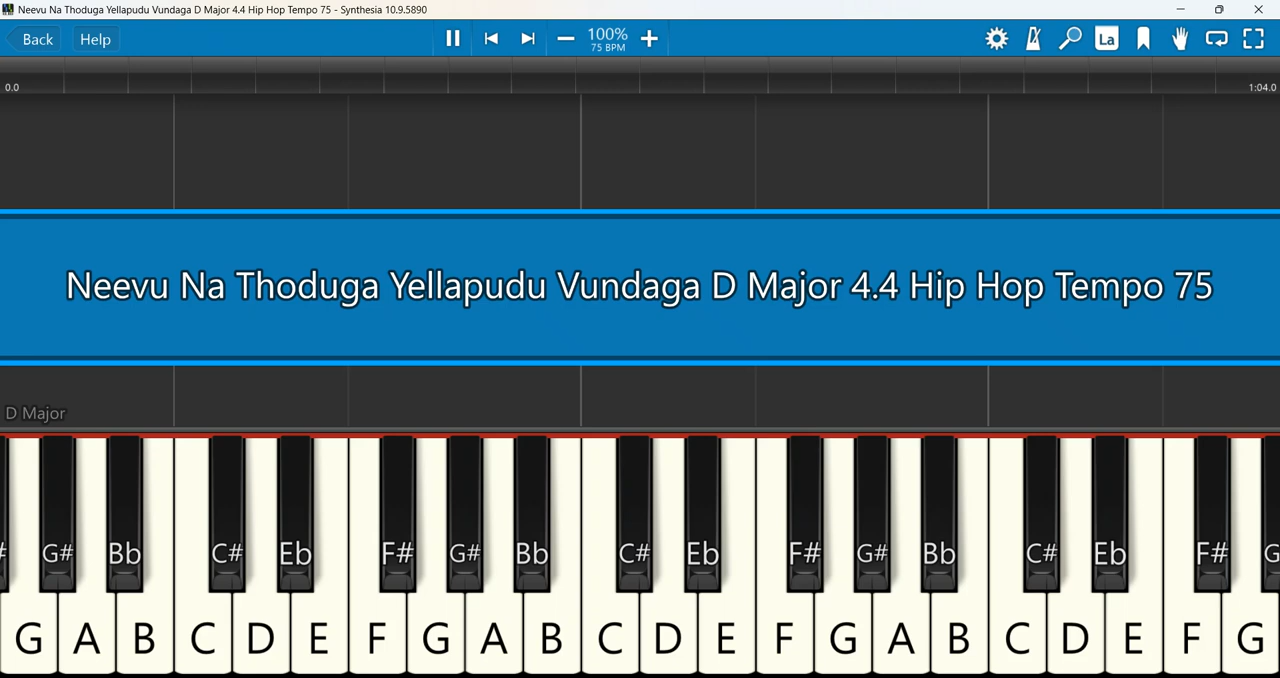 Neevu Na Thoduga Yellapudu Vundaga D Major 4.4 Hip Hop Tempo 75 - Synthesia 10.9.5890
Back Help 100% La
75 BPM
0.0 1:04.0
Neevu Na Thoduga Yellapudu Vundaga D Major 4.4 Hip Hop Tempo 75
D Major
# G# Bb C# Eb F# G# Bb C# Eb F# G# Bb C# Eb F# G
G A B C D E F G A B C D E F G A B C D E F G